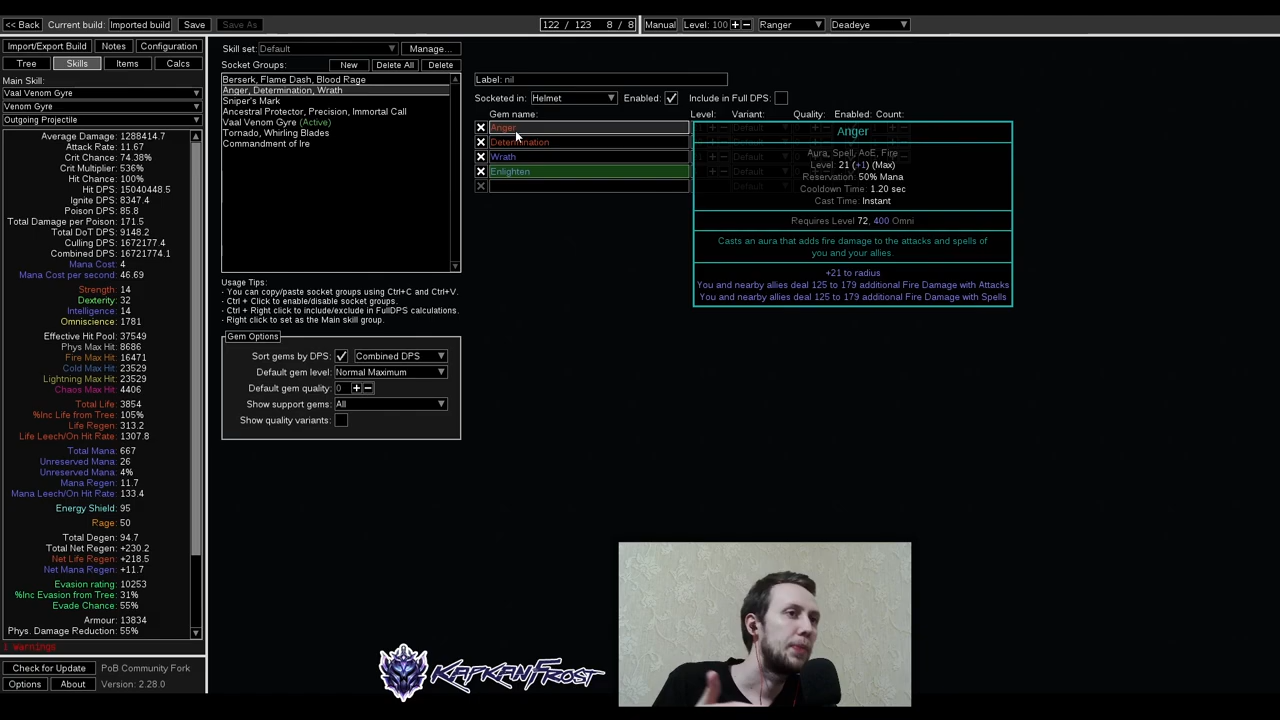 << Back Current build: Imported build Save Save As 122 / 123 8 / 8 Manual Level: 100 + - Ranger Deadeye
Import/Export Build Notes Configuration
Tree Skills Items Calcs
Main Skill:
Vaal Venom Gyre
Venom Gyre
Outgoing Projectile
Average Damage: 1288414.7
Attack Rate: 11.67
Crit Chance: 74.38%
Crit Multiplier: 536%
Hit Chance: 100%
Hit DPS: 15040448.5
Ignite DPS: 8347.4
Poison DPS: 85.8
Total Damage per Poison: 171.5
Total DoT DPS: 9148.2
Culling DPS: 1672177.4
Combined DPS: 16721774.1
Mana Cost: 4
Mana Cost per second: 46.69
Strength: 14
Dexterity: 32
Intelligence: 14
Omniscience: 1781
Effective Hit Pool: 37549
Phys Max Hit: 8686
Fire Max Hit: 16471
Cold Max Hit: 23529
Lightning Max Hit: 23529
Chaos Max Hit: 4406
Total Life: 3854
%Inc Life from Tree: 105%
Life Regen: 313.2
Life Leech/On Hit Rate: 1307.8
Total Mana: 667
Unreserved Mana: 26
Unreserved Mana: 4%
Mana Regen: 11.7
Mana Leech/On Hit Rate: 133.4
Energy Shield: 95
Rage: 50
Total Degen: 94.7
Total Net Regen: +230.2
Net Life Regen: +218.5
Net Mana Regen: +11.7
Evasion rating: 10253
%Inc Evasion from Tree: 31%
Evade Chance: 55%
Armour: 13834
Phys. Damage Reduction: 55%
1 Warnings
Check for Update PoB Community Fork
Options About Version: 2.28.0
Skill set: Default Manage...
Socket Groups: New Delete All Delete
Berserk, Flame Dash, Blood Rage
Anger, Determination, Wrath
Sniper's Mark
Ancestral Protector, Precision, Immortal Call
Vaal Venom Gyre (Active)
Tornado, Whirling Blades
Commandment of Ire
Usage Tips:
- You can copy/paste socket groups using Ctrl+C and Ctrl+V.
- Ctrl + Click to enable/disable socket groups.
- Ctrl + Right click to include/exclude in FullDPS calculations.
- Right click to set as the Main skill group.
Gem Options
Sort gems by DPS: Combined DPS
Default gem level: Normal Maximum
Default gem quality: 0 + -
Show support gems: All
Show quality variants:
Label: nil
Socketed in: Helmet Enabled: Include in Full DPS:
Gem name: Level: Variant: Quality: Enabled: Count:
Anger
Determination
Wrath
Enlighten
Anger
Aura, Spell, AoE, Fire
Level: 21 (+1) (Max)
Reservation: 50% Mana
Cooldown Time: 1.20 sec
Cast Time: Instant
Requires Level 72, 400 Omni
Casts an aura that adds fire damage to the attacks and spells of
you and your allies.
+21 to radius
You and nearby allies deal 125 to 179 additional Fire Damage with Attacks
You and nearby allies deal 125 to 179 additional Fire Damage with Spells
KAPKANFROST